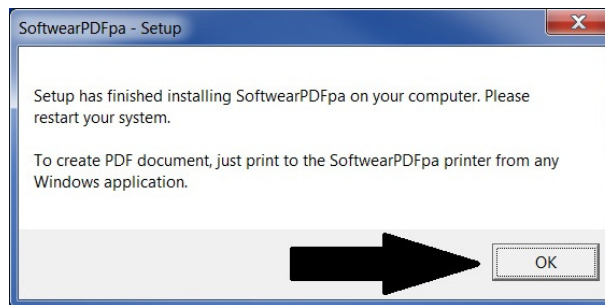 SoftwearPDFpa - Setup
Setup has finished installing SoftwearPDFpa on your computer. Please
restart your system.
To create PDF document, just print to the SoftwearPDFpa printer from any
Windows application.
OK